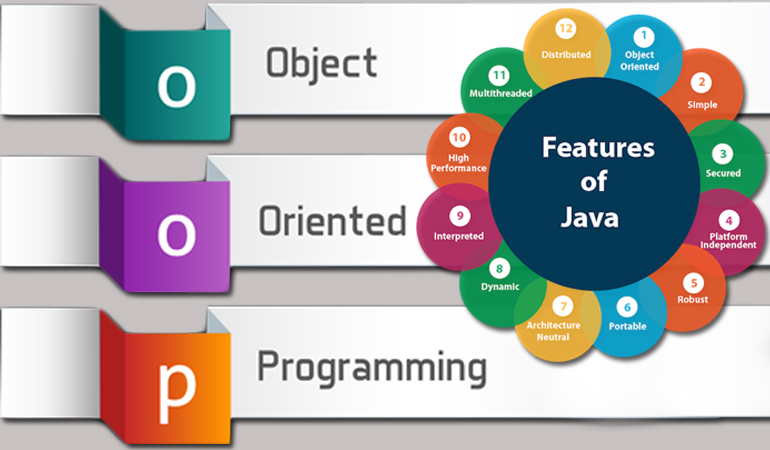 o
Object
o
Oriented
p
Programming
Features
of
Java
1
Object
Oriented
2
Simple
3
Secured
4
Platform
Independent
5
Robust
6
Portable
7
Architecture
Neutral
8
Dynamic
9
Interpreted
10
High
Performance
11
Multithreaded
12
Distributed